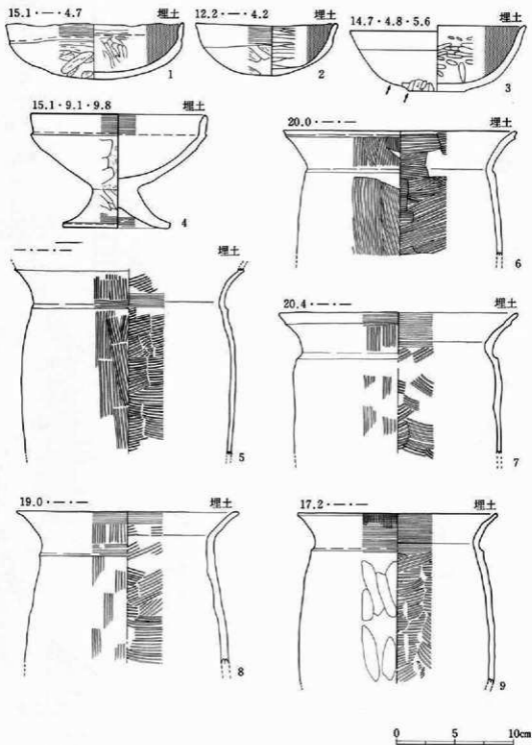 15.1・—・4.7
埋土
1
12.2・—・4.2
埋土
2
14.7・4.8・5.6
埋土
3
15.1・9.1・9.8
埋土
4
—・—・—
埋土
5
20.0・—・—
埋土
6
20.4・—・—
埋土
7
19.0・—・—
埋土
8
17.2・—・—
埋土
9
0 5 10cm